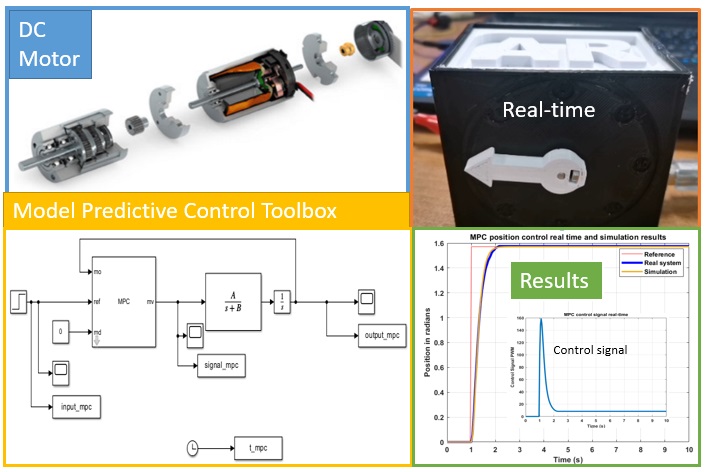 DC
Motor
AR
Real-time
Model Predictive Control Toolbox
mo
ref
md
MPC
mv
0
A
s + B
1
s
output_mpc
signal_mpc
input_mpc
t_mpc
MPC position control real time and simulation results
Reference
Real system
Simulation
Results
Position in radians
1.6
1.4
1.2
1
0.8
0.6
0.4
0.2
0
0 1 2 3 4 5 6 7 8 9 10
Time (s)
MPC control signal real-time
Control signal
Control Signal PWM
160
140
120
100
80
60
40
20
0
0 1 2 3 4 5 6 7 8 9 10
Time (s)